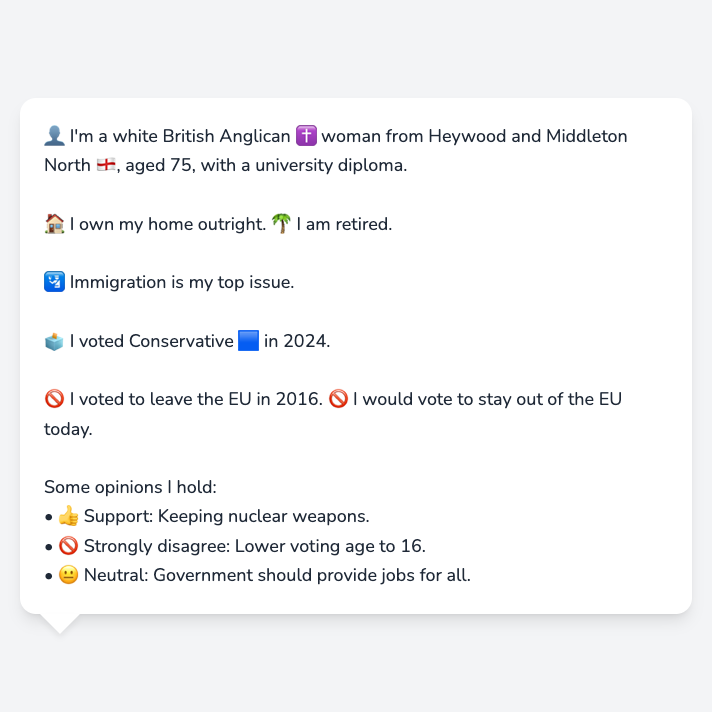 👤 I'm a white British Anglican ✝️ woman from Heywood and Middleton
North 🏴󠁧󠁢󠁥󠁮󠁧󠁿, aged 75, with a university diploma.
🏠 I own my home outright. 🌴 I am retired.
🛂 Immigration is my top issue.
🗳️ I voted Conservative 🟦 in 2024.
🚫 I voted to leave the EU in 2016. 🚫 I would vote to stay out of the EU
today.
Some opinions I hold:
• 👍 Support: Keeping nuclear weapons.
• 🚫 Strongly disagree: Lower voting age to 16.
• 😐 Neutral: Government should provide jobs for all.